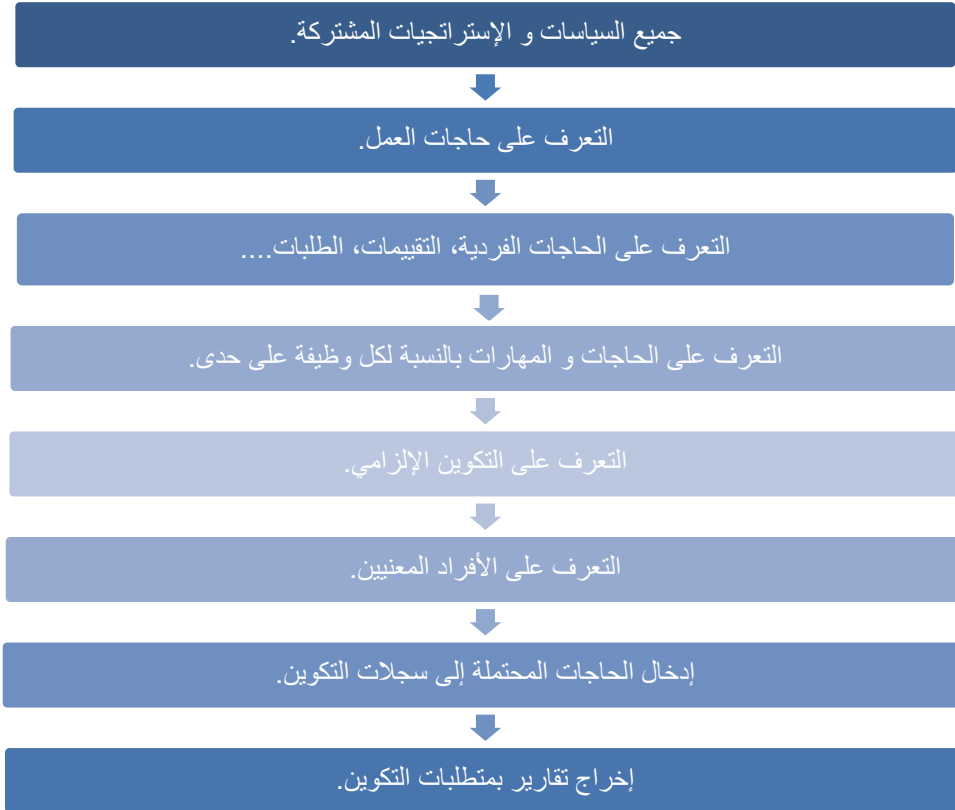 جميع السياسات و الإستراتجيات المشتركة.
التعرف على حاجات العمل.
التعرف على الحاجات الفردية، التقييمات، الطلبات....
التعرف على الحاجات و المهارات بالنسبة لكل وظيفة على حدى.
التعرف على التكوين الإلزامي.
التعرف على الأفراد المعنيين.
إدخال الحاجات المحتملة إلى سجلات التكوين.
إخراج تقارير بمتطلبات التكوين.